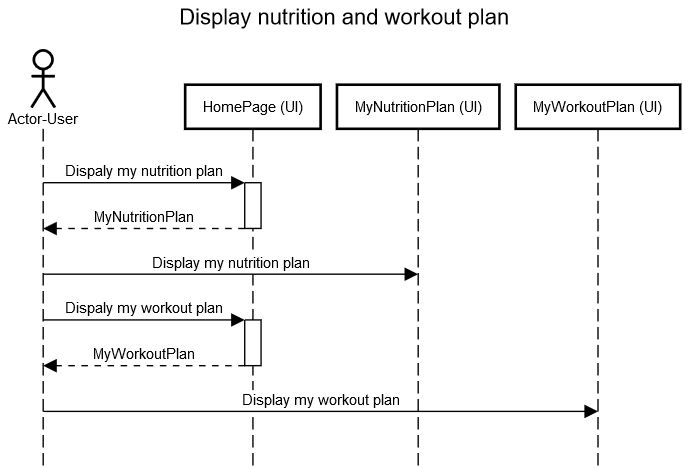 Display nutrition and workout plan
Actor-User
HomePage (UI)
MyNutritionPlan (UI)
MyWorkoutPlan (UI)
Dispaly my nutrition plan
MyNutritionPlan
Display my nutrition plan
Dispaly my workout plan
MyWorkoutPlan
Display my workout plan